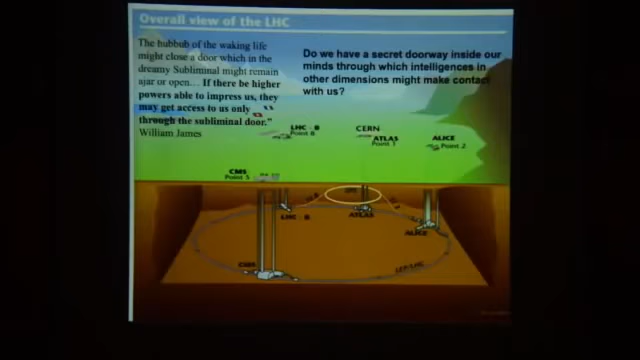 Overall view of the LHC
The hubbub of the waking life
might close a door which in the
dreamy Subliminal might remain
ajar or open... If there be higher
powers able to impress us, they
may get access to us only
through the subliminal door."
William James
Do we have a secret doorway inside our
minds through which intelligences in
other dimensions might make contact
with us?
LHC - B
Point 8
CERN
ATLAS
Point 1
ALICE
Point 2
CMS
Point 5
LHC - B
ATLAS
ALICE
CMS
LEP/LHC